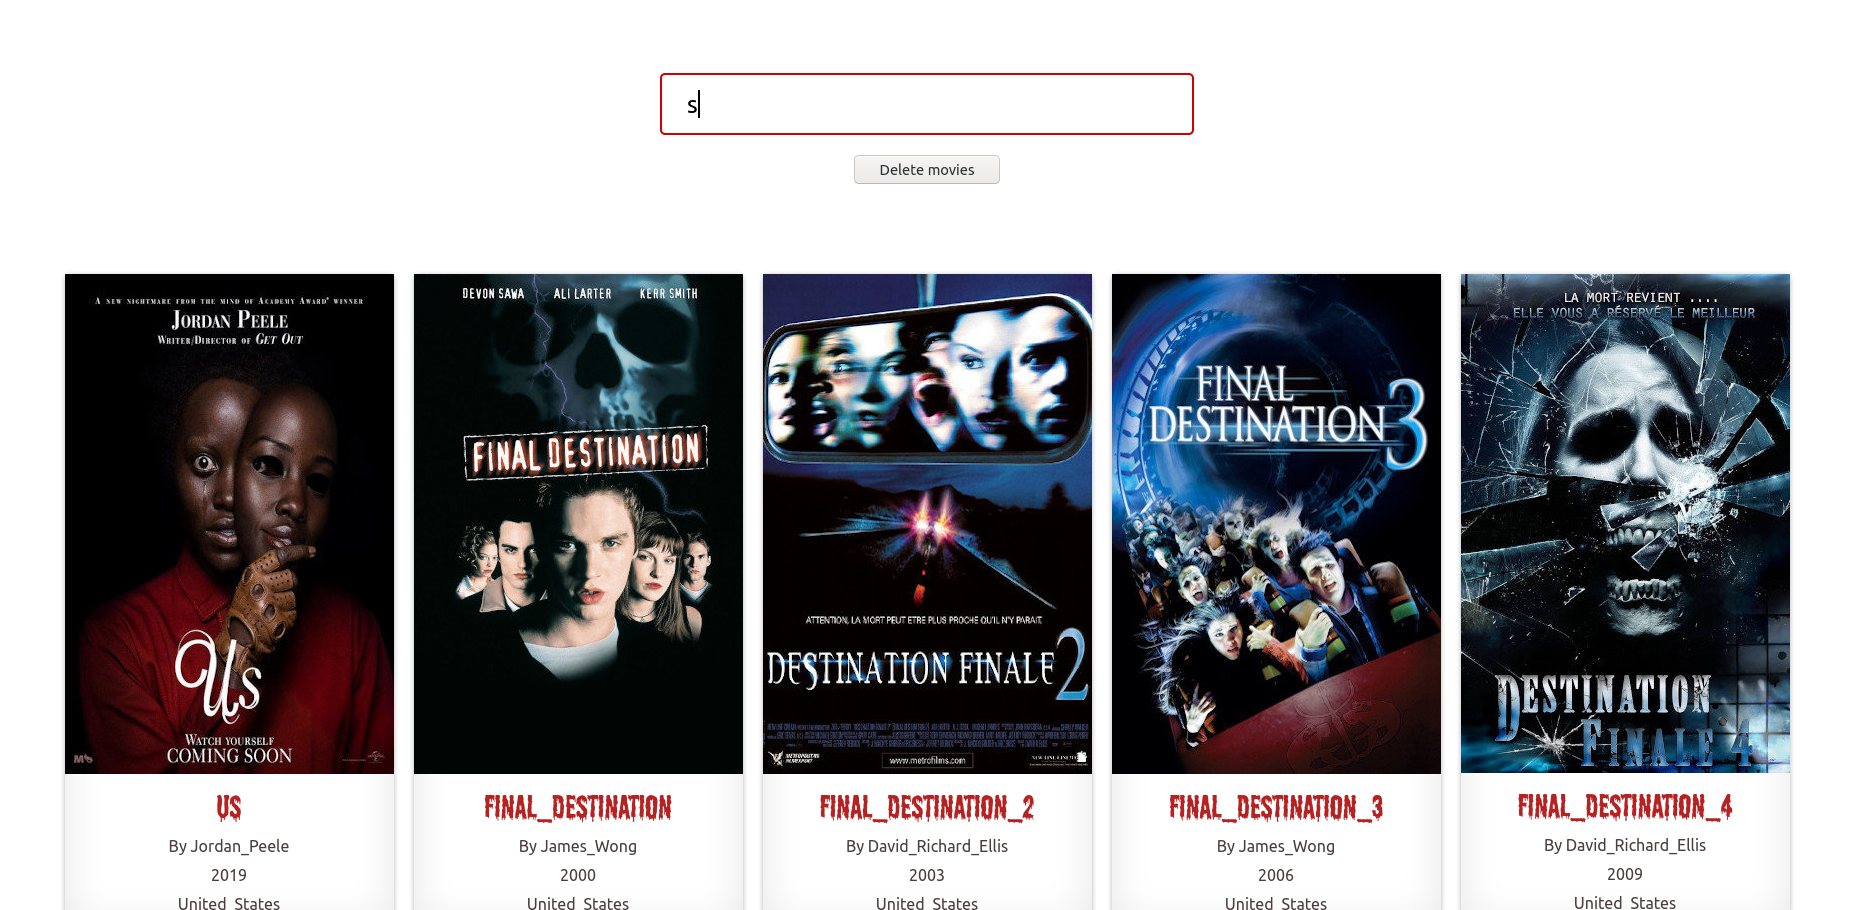 s
Delete movies
A NEW NIGHTMARE FROM THE MIND OF ACADEMY AWARD® WINNER
JORDAN PEELE
WRITER/DIRECTOR OF GET OUT
Us
WATCH YOURSELF
COMING SOON
US
By Jordan_Peele
2019
United_States
DEVON SAWA ALI LARTER KERR SMITH
FINAL DESTINATION
FINAL_DESTINATION
By James_Wong
2000
United_States
ATTENTION, LA MORT PEUT ETRE PLUS PROCHE QU'IL N'Y PARAIT.
DESTINATION FINALE 2
www.metrofilms.com
FINAL_DESTINATION_2
By David_Richard_Ellis
2003
United_States
FINAL
DESTINATION 3
FINAL_DESTINATION_3
By James_Wong
2006
United_States
LA MORT REVIENT ....
ELLE VOUS A RÉSERVÉ LE MEILLEUR
DESTINATION
FINALE 4
FINAL_DESTINATION_4
By David_Richard_Ellis
2009
United_States